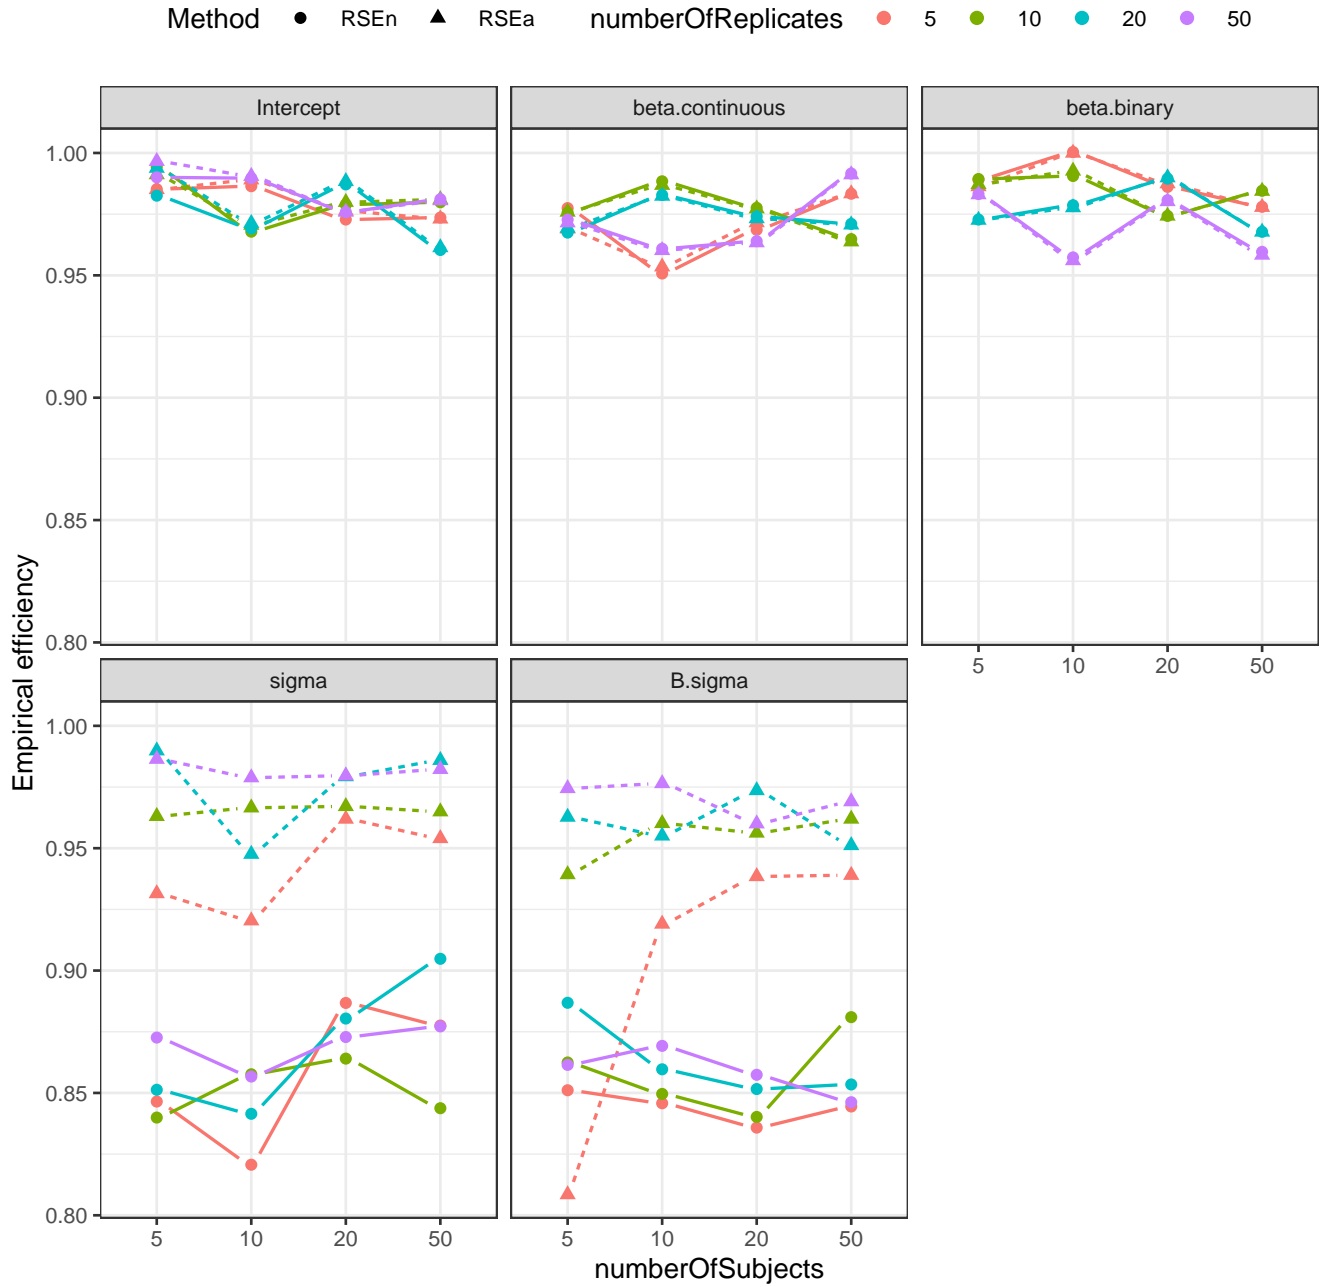 Method RSEn RSEa numberOfReplicates 5 10 20 50
Intercept beta.continuous beta.binary
1.00
0.95
0.90
0.85
0.80
5 10 20 50
Empirical efficiency
sigma B.sigma
1.00
0.95
0.90
0.85
0.80
5 10 20 50 5 10 20 50
numberOfSubjects